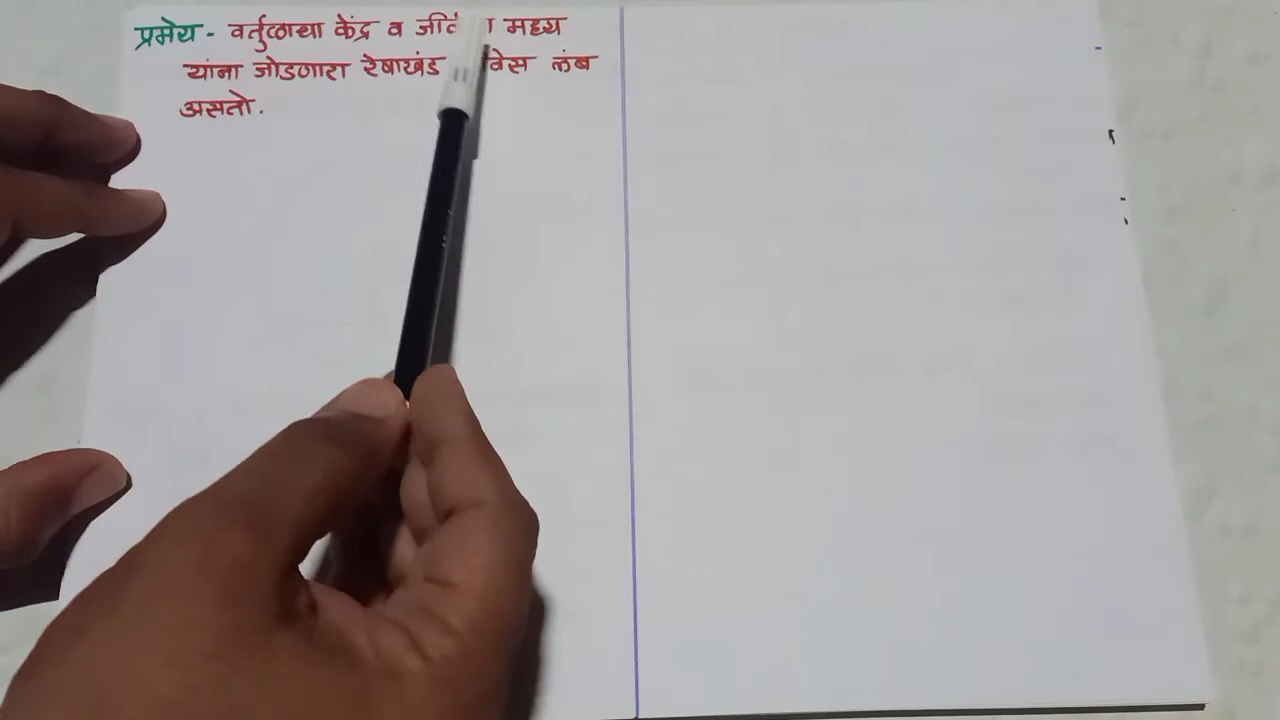 प्रमेय - वर्तुळाचा केंद्र व मध्य
यांना जोडणारा रेषाखंड लंब
असतो.